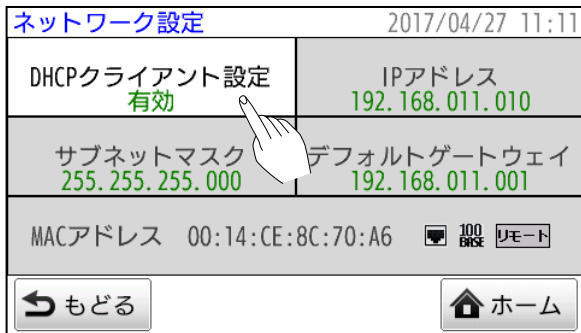 ネットワーク設定 2017/04/27 11:11
DHCPクライアント設定
有効
IPアドレス
192.168.011.010
サブネットマスク
255.255.255.000
デフォルトゲートウェイ
192.168.011.001
MACアドレス 00:14:CE:8C:70:A6 100 BASE リモート
もどる
ホーム